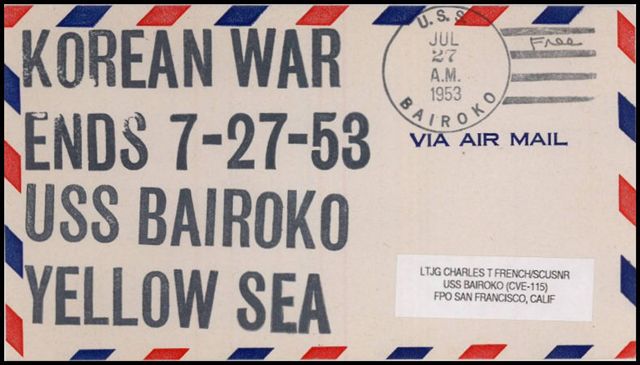 KOREAN WAR
ENDS 7-27-53
USS BAIROKO
YELLOW SEA
U.S.S.
JUL
27
A.M.
1953
BAIROKO
Free
VIA AIR MAIL
LTJG CHARLES T FRENCH/SCUSNR
USS BAIROKO (CVE-115)
FPO SAN FRANCISCO, CALIF